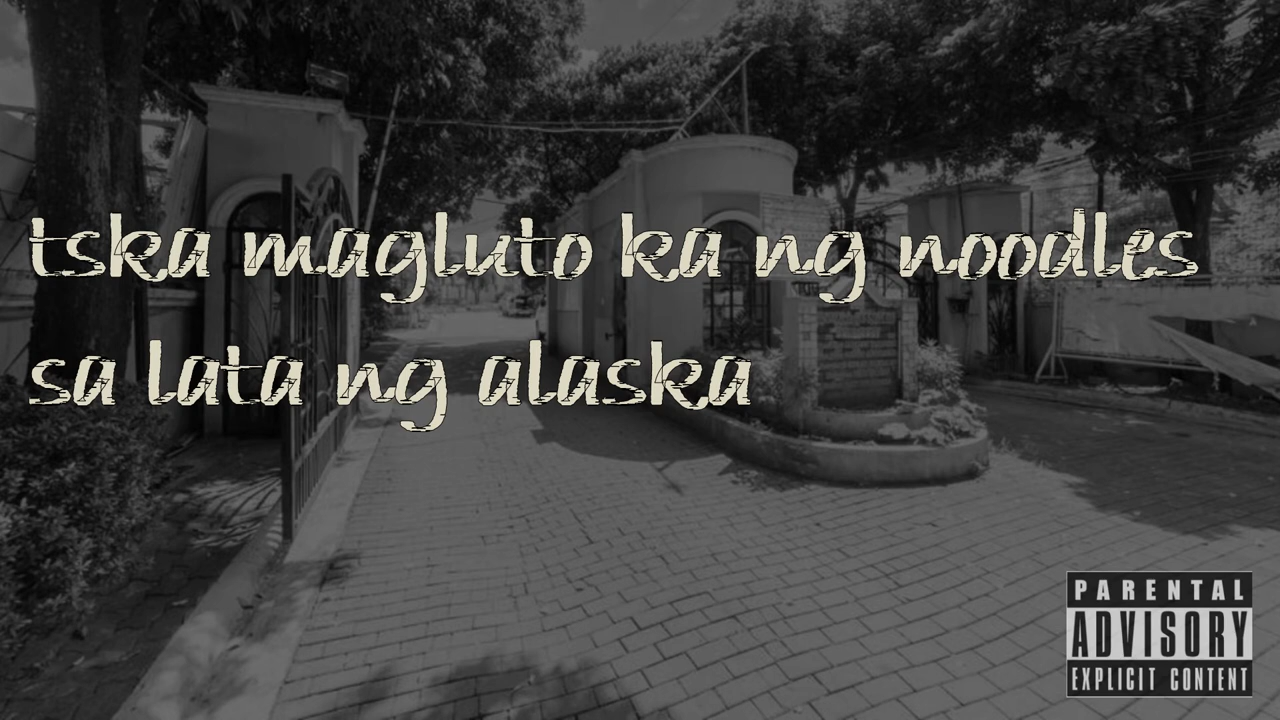 tska magluto ka ng noodles
sa lata ng alaska
PARENTAL
ADVISORY
EXPLICIT CONTENT